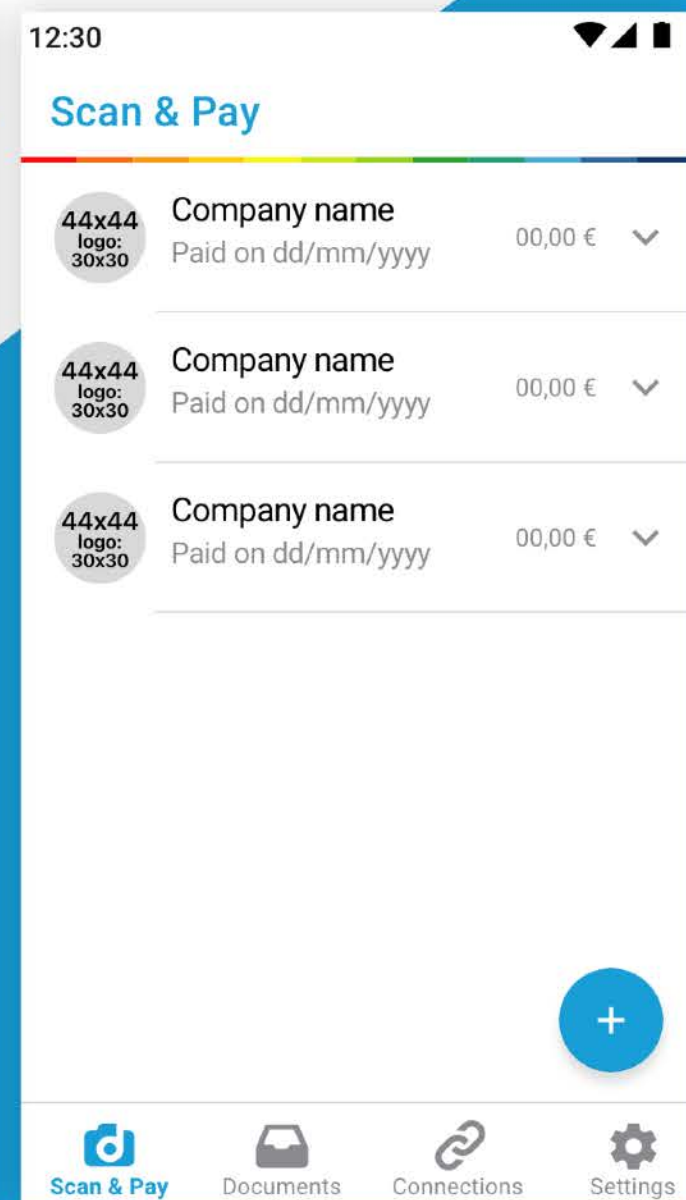 12:30
Scan & Pay
44x44
logo:
30x30
Company name
Paid on dd/mm/yyyy
00,00 €
44x44
logo:
30x30
Company name
Paid on dd/mm/yyyy
00,00 €
44x44
logo:
30x30
Company name
Paid on dd/mm/yyyy
00,00 €
+
Scan & Pay
Documents
Connections
Settings